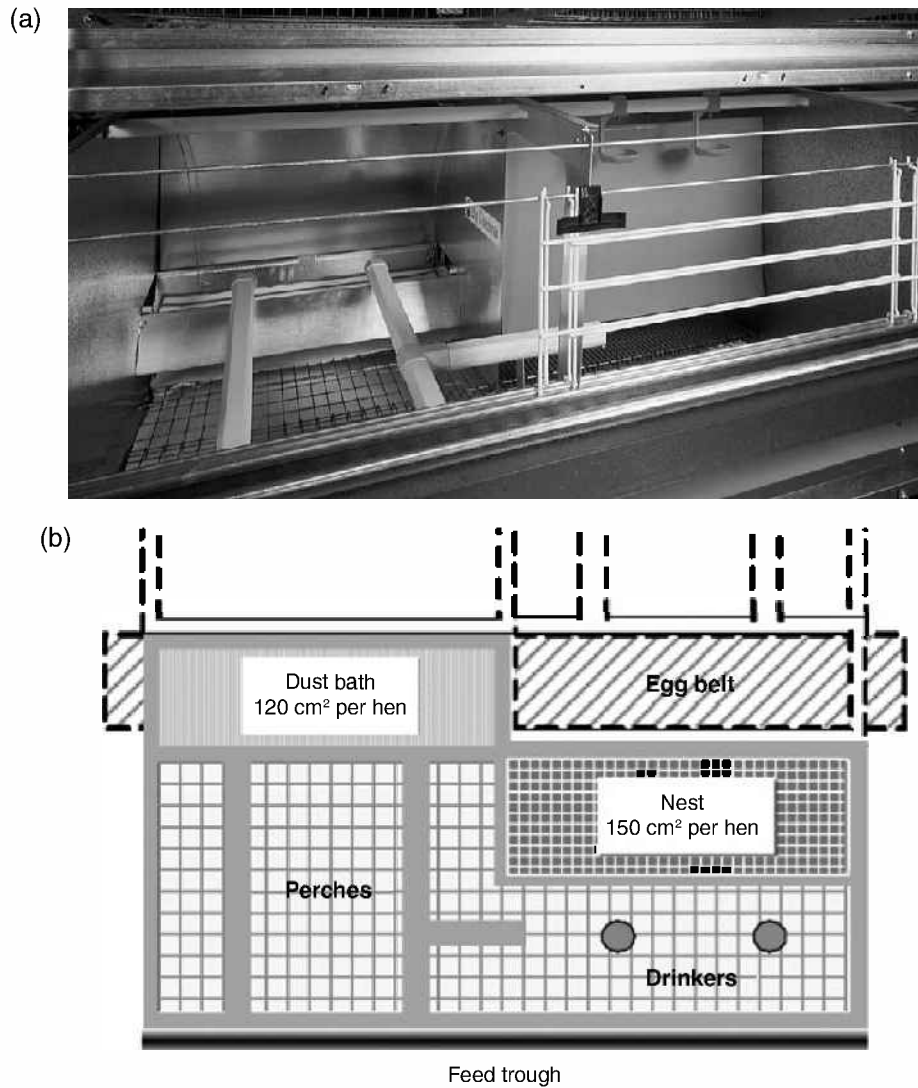 (a)
(b)
Dust bath
120 cm² per hen
Egg belt
Nest
150 cm² per hen
Perches
Drinkers
Feed trough